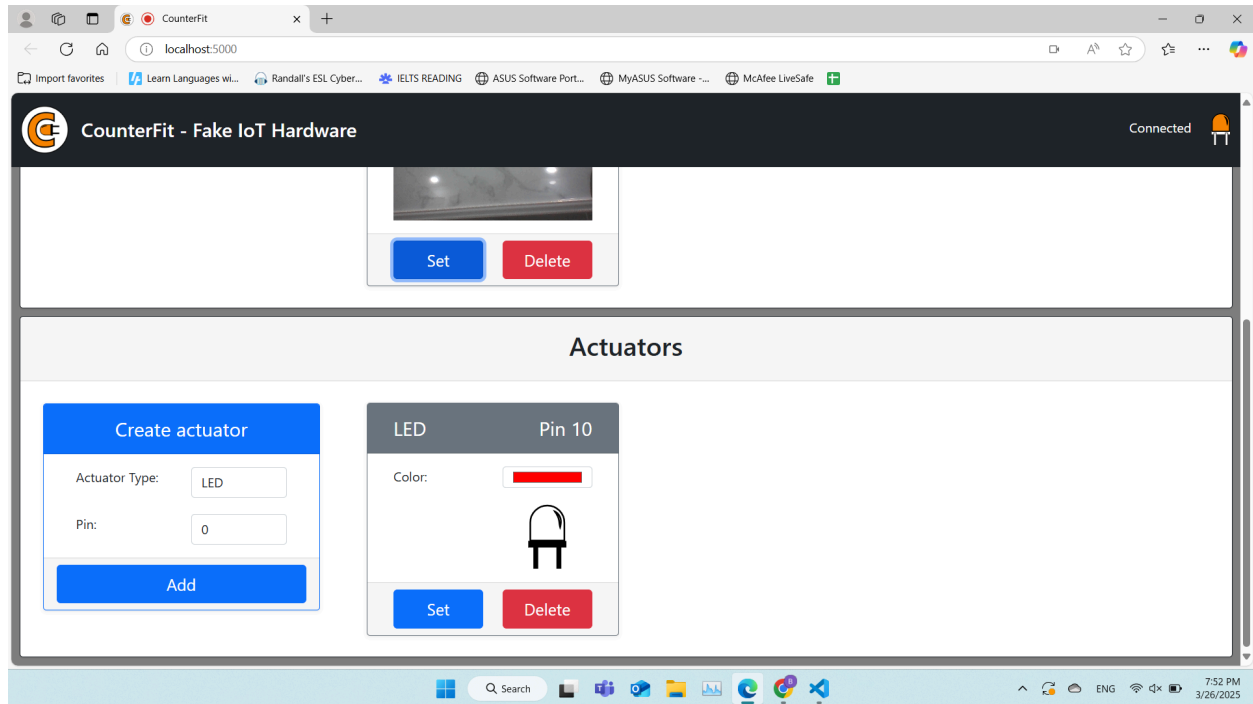 CounterFit
localhost:5000
Import favorites
Learn Languages wi...
Randall's ESL Cyber...
IELTS READING
ASUS Software Port...
MyASUS Software -...
McAfee LiveSafe
CounterFit - Fake IoT Hardware
Connected
Set
Delete
Actuators
Create actuator
Actuator Type:
LED
Pin:
0
Add
LED
Pin 10
Color:
Set
Delete
Search
ENG
7:52 PM
3/26/2025